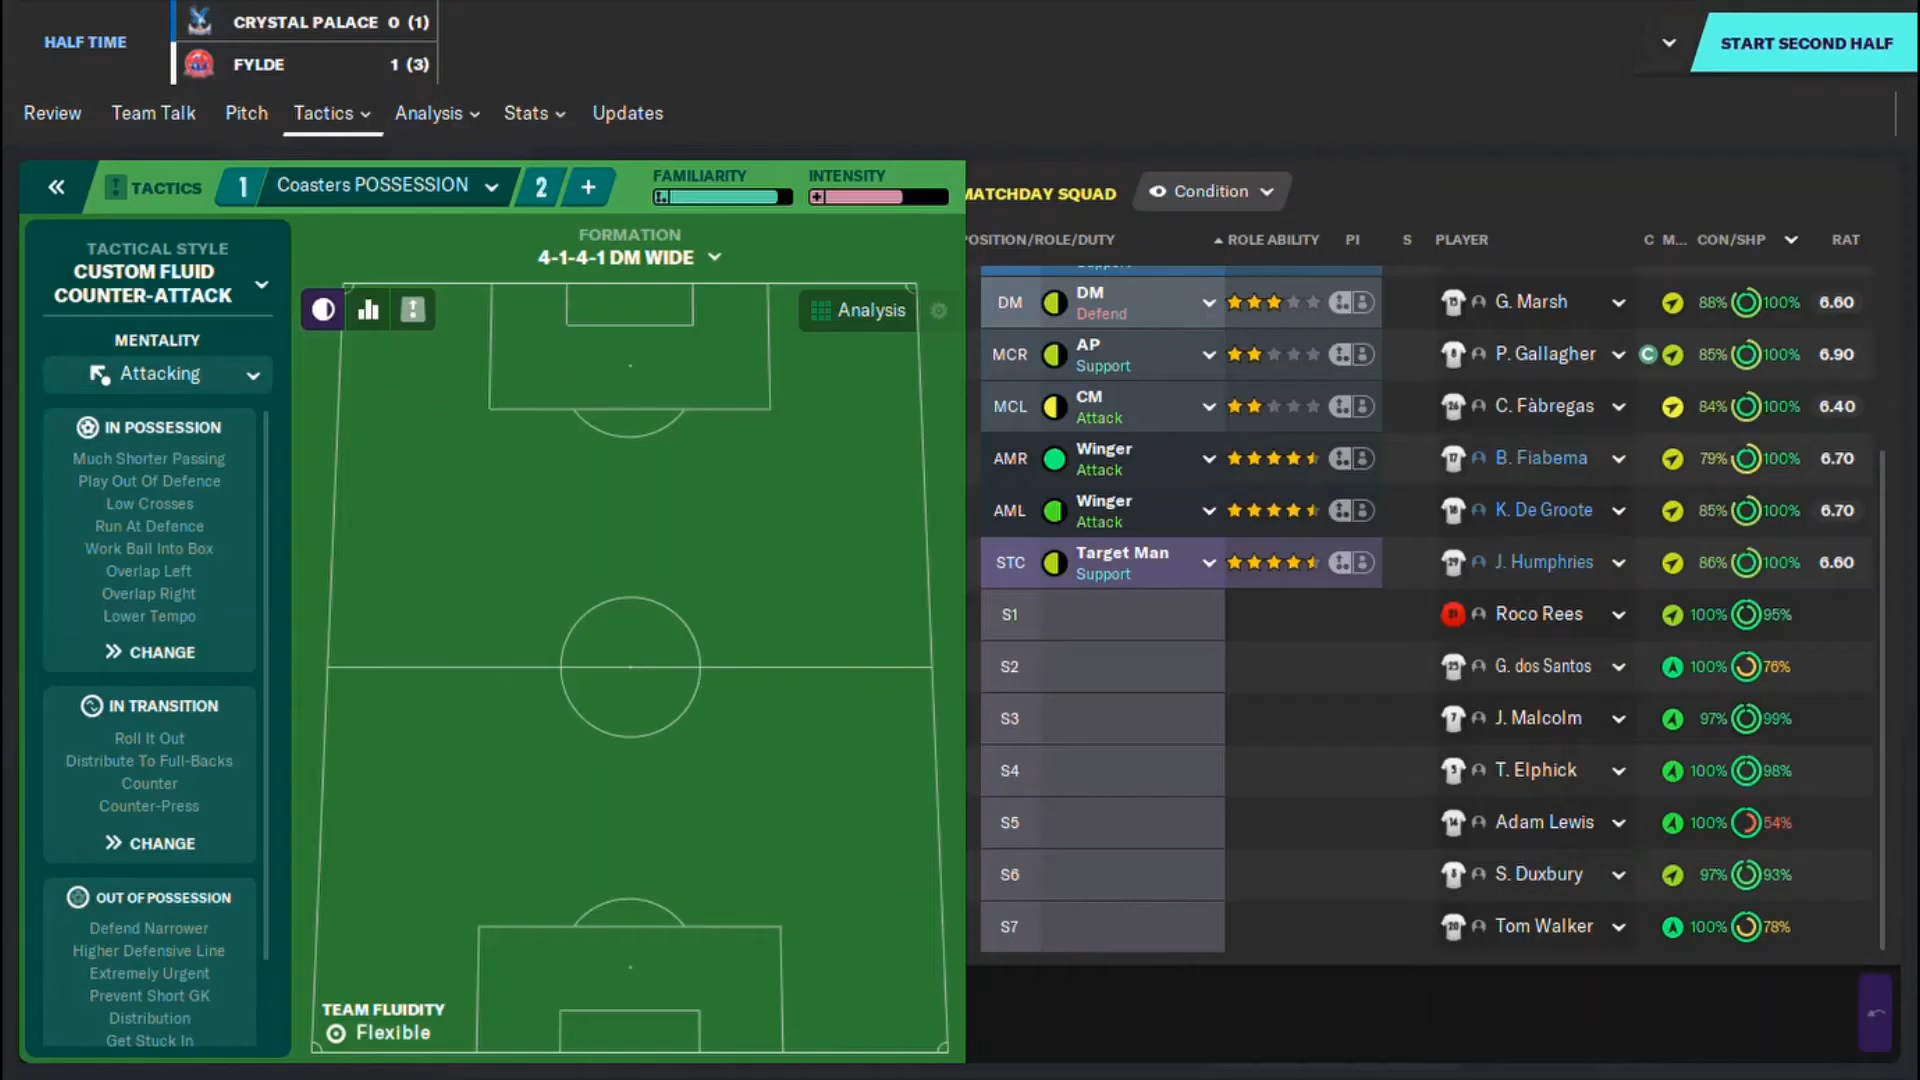 HALF TIME
CRYSTAL PALACE 0 (1)
FYLDE 1 (3)
START SECOND HALF
Review Team Talk Pitch Tactics Analysis Stats Updates
TACTICS 1 Coasters POSSESSION 2 +
FAMILIARITY INTENSITY
TACTICAL STYLE
CUSTOM FLUID
COUNTER-ATTACK
MENTALITY
Attacking
IN POSSESSION
Much Shorter Passing
Play Out Of Defence
Low Crosses
Run At Defence
Work Ball Into Box
Overlap Left
Overlap Right
Lower Tempo
CHANGE
IN TRANSITION
Roll It Out
Distribute To Full-Backs
Counter
Counter-Press
CHANGE
OUT OF POSSESSION
Defend Narrower
Higher Defensive Line
Extremely Urgent
Prevent Short GK
Distribution
Get Stuck In
FORMATION
4-1-4-1 DM WIDE
Analysis
TEAM FLUIDITY
Flexible
MATCHDAY SQUAD Condition
POSITION/ROLE/DUTY ROLE ABILITY PI S PLAYER C M... CON/SHP RAT
Support
DM DM Defend G. Marsh 88% 100% 6.60
MCR AP Support P. Gallagher C 85% 100% 6.90
MCL CM Attack C. Fàbregas 84% 100% 6.40
AMR Winger Attack B. Fiabema 79% 100% 6.70
AML Winger Attack K. De Groote 85% 100% 6.70
STC Target Man Support J. Humphries 86% 100% 6.60
S1 Roco Rees 100% 95%
S2 G. dos Santos 100% 76%
S3 J. Malcolm 97% 99%
S4 T. Elphick 100% 98%
S5 Adam Lewis 100% 54%
S6 S. Duxbury 97% 93%
S7 Tom Walker 100% 78%